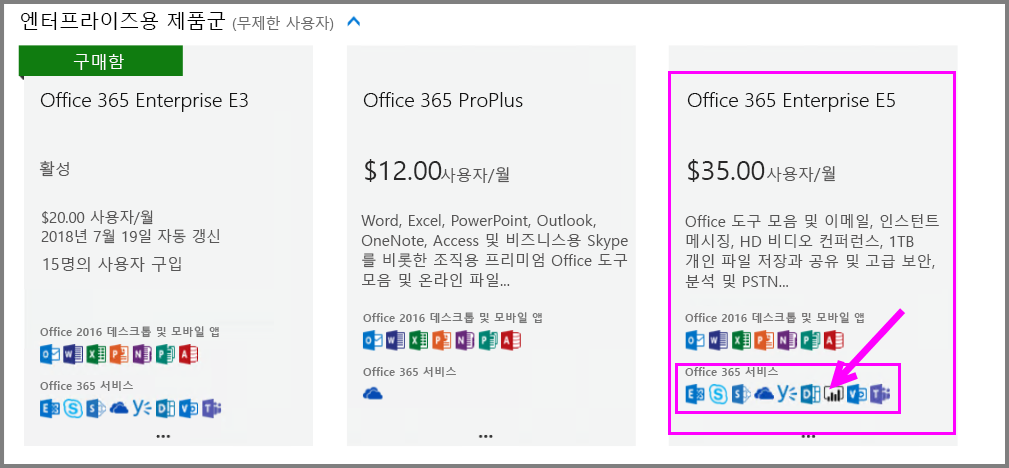 엔터프라이즈용 제품군 (무제한 사용자)
구매함
Office 365 Enterprise E3
활성
$20.00 사용자/월
2018년 7월 19일 자동 갱신
15명의 사용자 구입
Office 2016 데스크톱 및 모바일 앱
Office 365 서비스
...
Office 365 ProPlus
$12.00사용자/월
Word, Excel, PowerPoint, Outlook,
OneNote, Access 및 비즈니스용 Skype
를 비롯한 조직용 프리미엄 Office 도구
모음 및 온라인 파일...
Office 2016 데스크톱 및 모바일 앱
Office 365 서비스
...
Office 365 Enterprise E5
$35.00사용자/월
Office 도구 모음 및 이메일, 인스턴트
메시징, HD 비디오 컨퍼런스, 1TB
개인 파일 저장과 공유 및 고급 보안,
분석 및 PSTN...
Office 2016 데스크톱 및 모바일 앱
Office 365 서비스
...